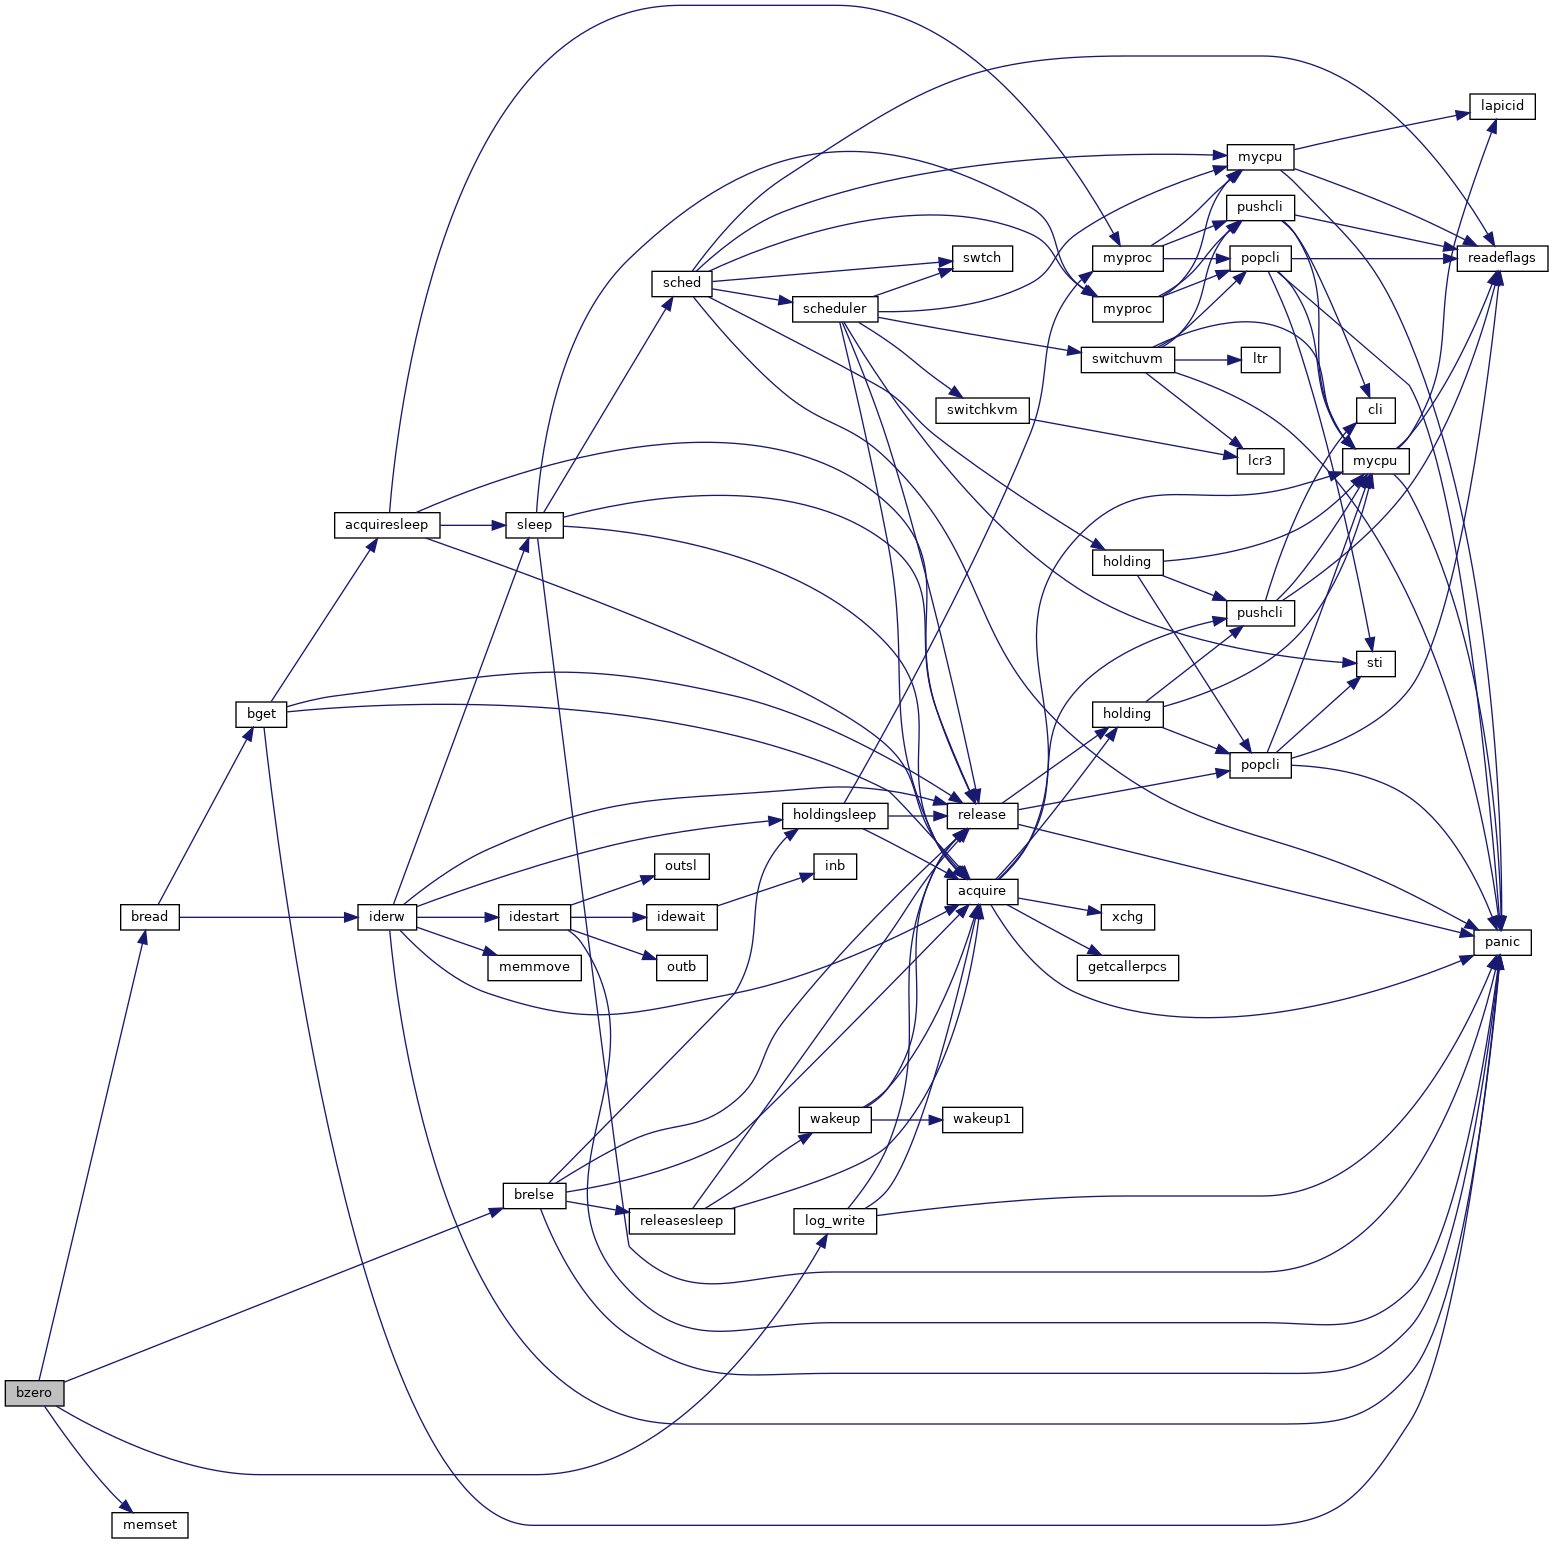 lapicid
mycpu
pushcli
swtch
myproc
popcli
readeflags
sched
scheduler
myproc
switchuvm
ltr
switchkvm
cli
lcr3
mycpu
acquiresleep
sleep
holding
pushcli
sti
bget
holding
popcli
holdingsleep
release
outsl
inb
acquire
bread
iderw
idestart
idewait
xchg
panic
memmove
outb
getcallerpcs
wakeup
wakeup1
brelse
releasesleep
log_write
bzero
memset